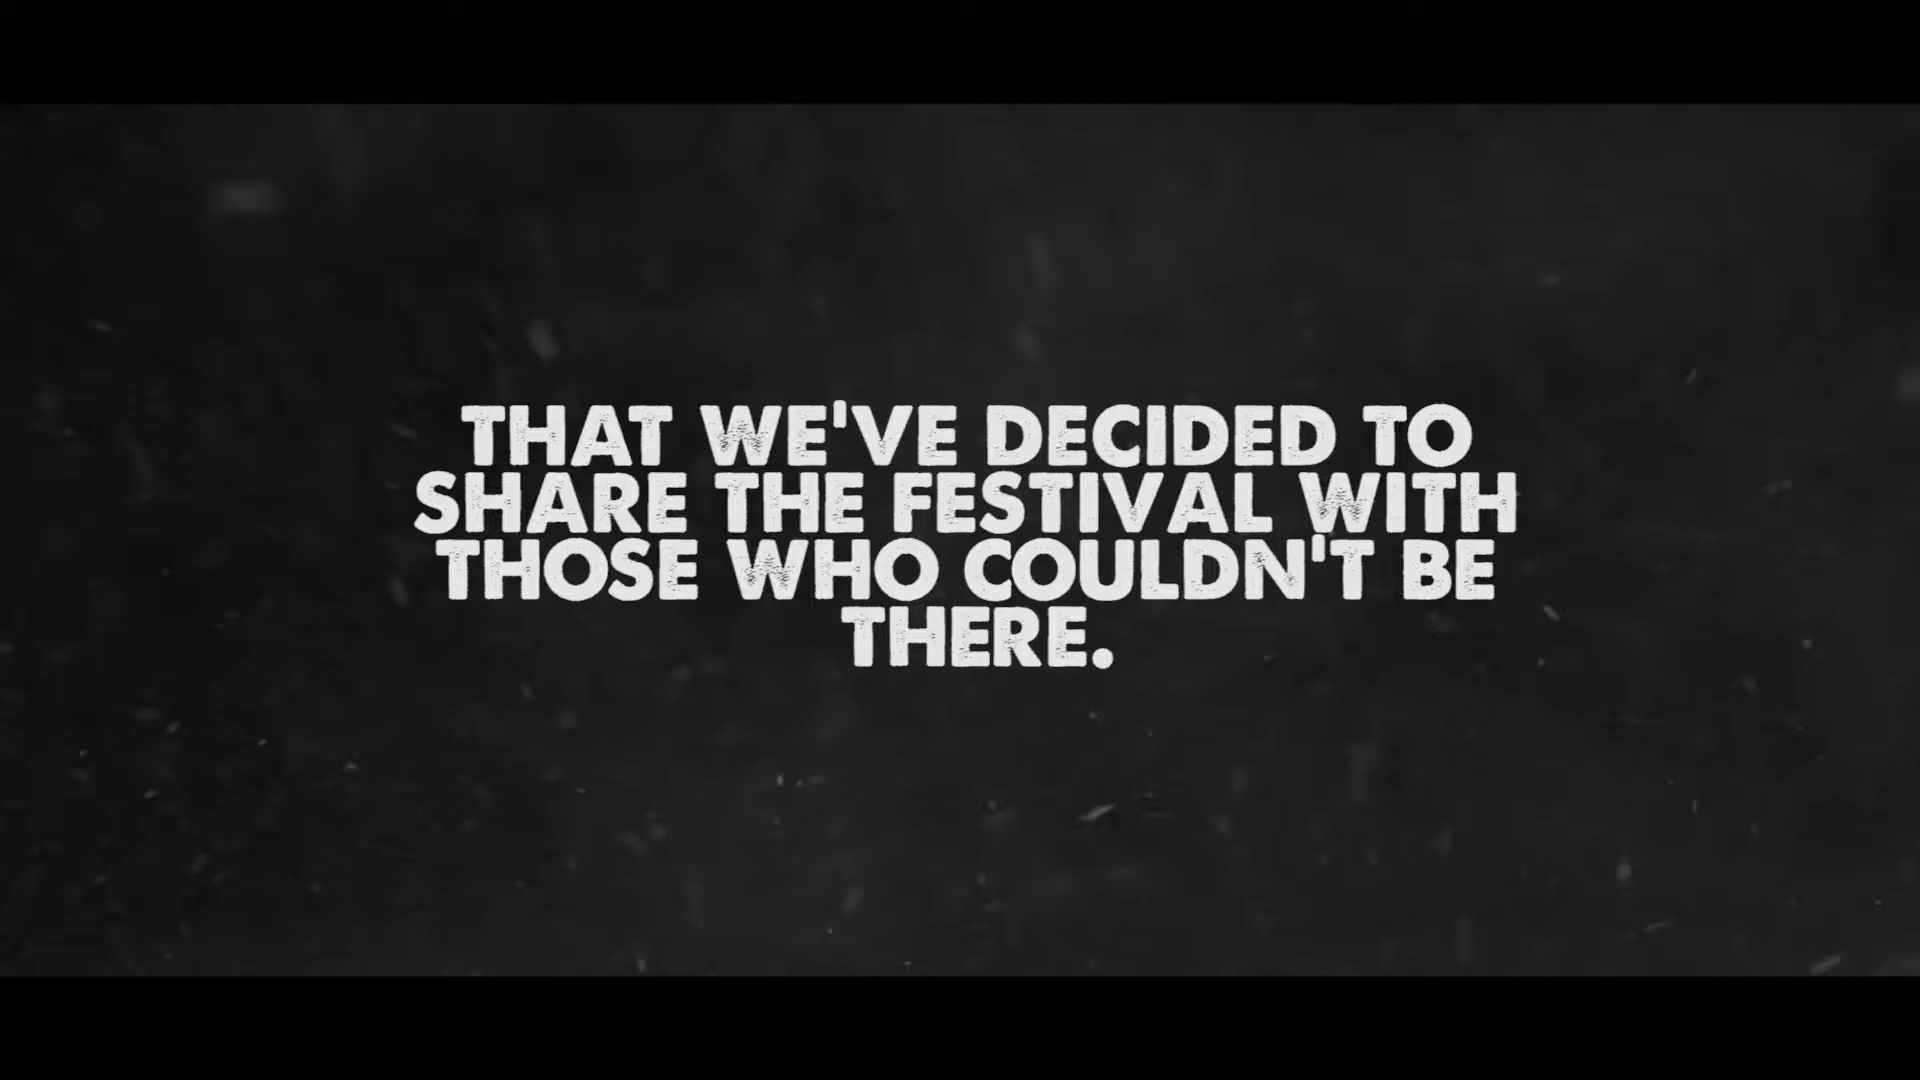 THAT WE'VE DECIDED TO
SHARE THE FESTIVAL WITH
THOSE WHO COULDN'T BE
THERE.